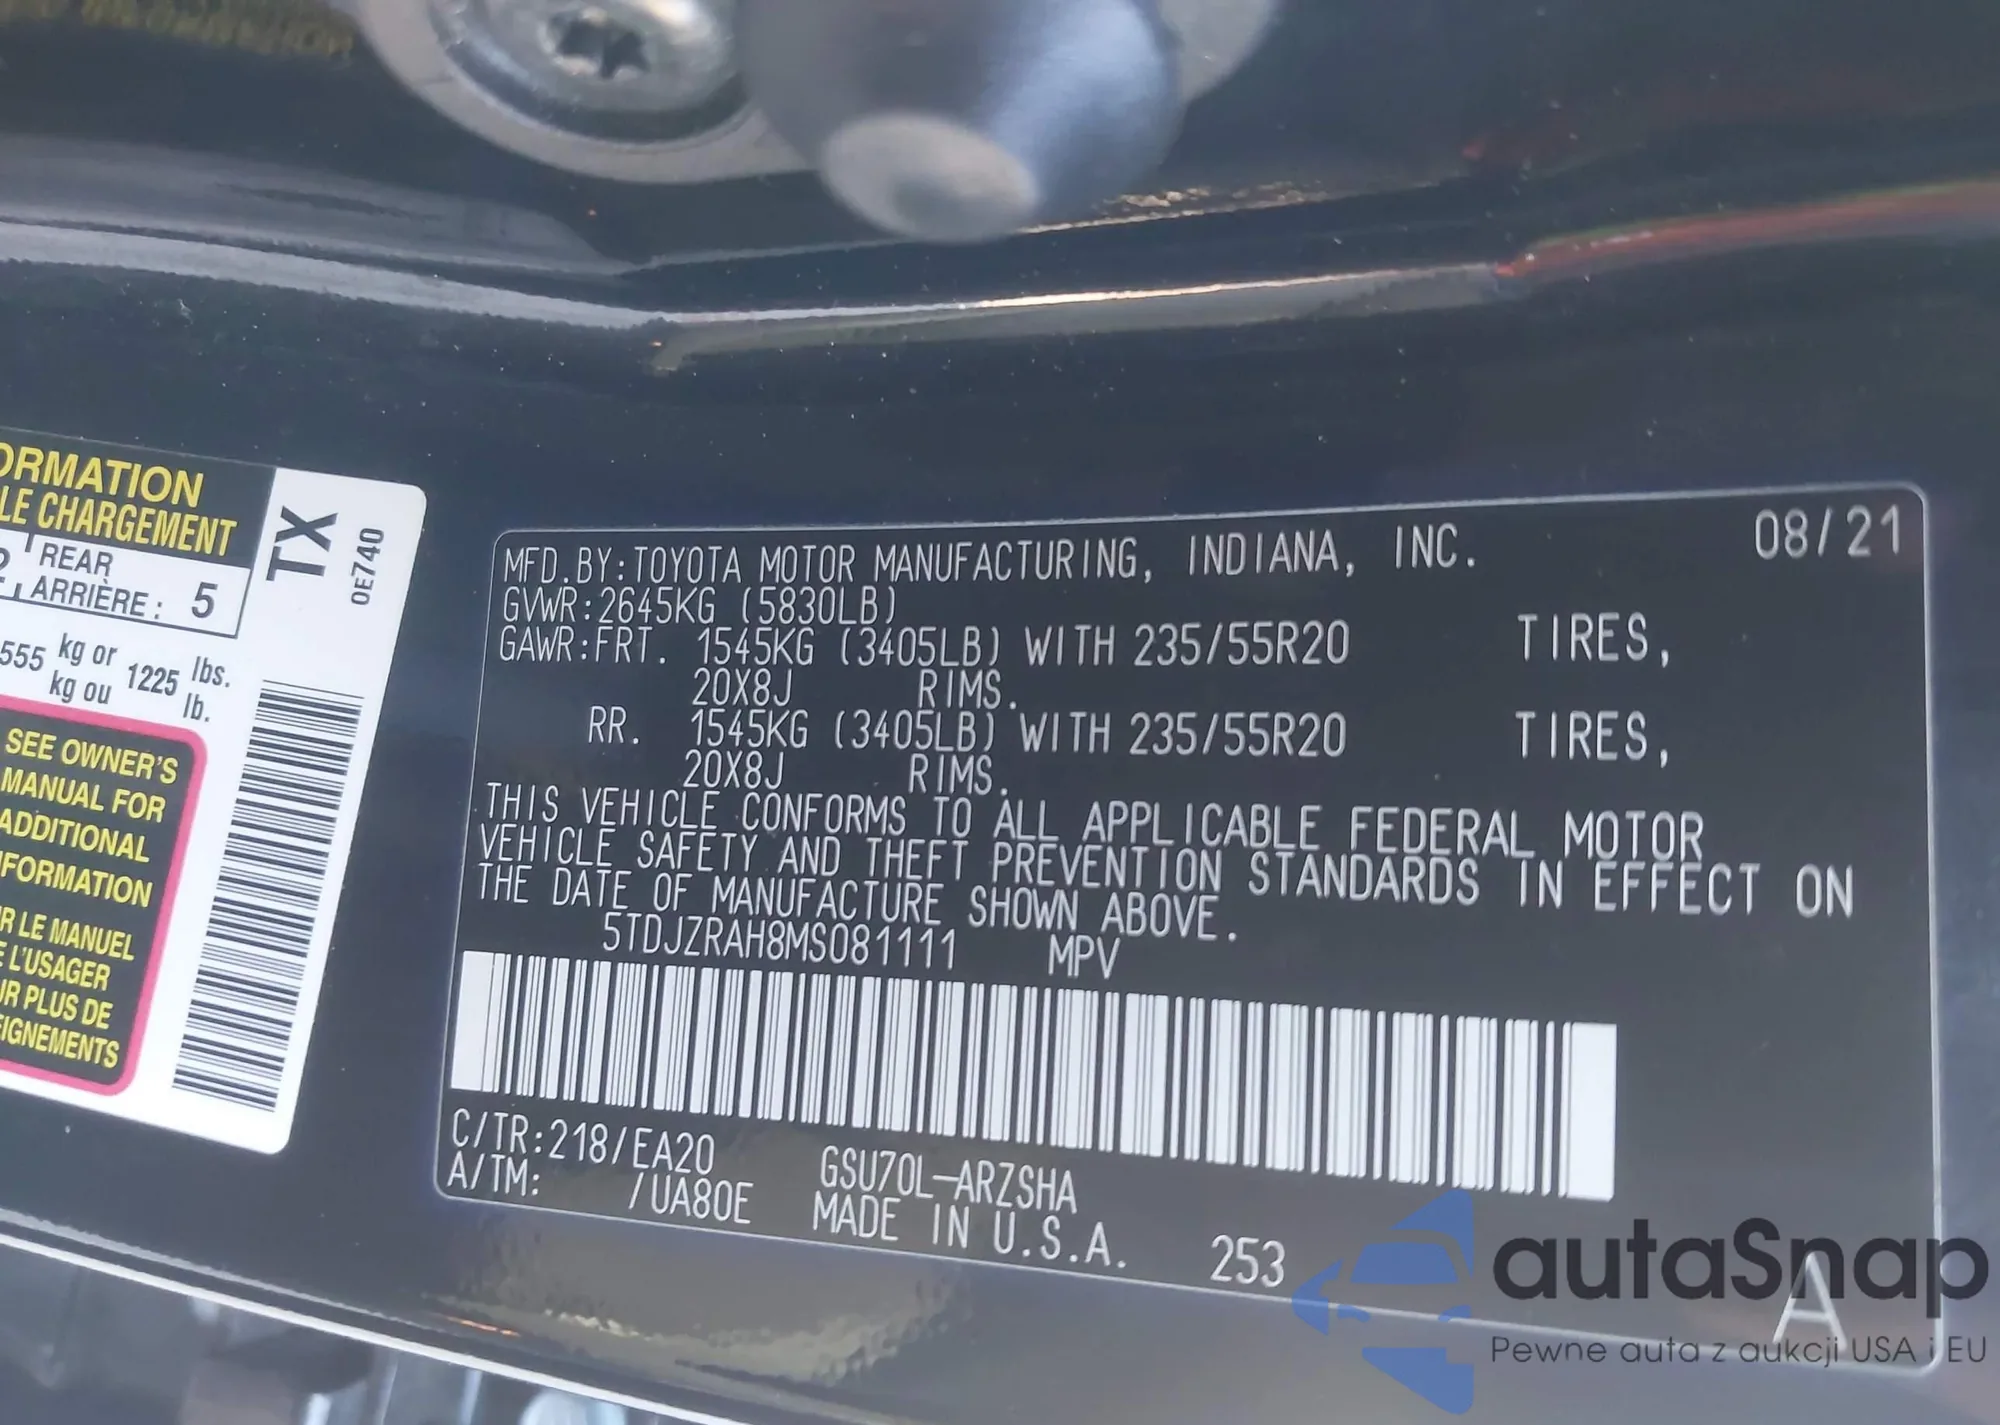 ORMATION
LE CHARGEMENT
REAR
ARRIÈRE : 5
555 kg or 1225 lbs.
kg ou lb.
TX
0E740
SEE OWNER'S
MANUAL FOR
ADDITIONAL
NFORMATION
R LE MANUEL
E L'USAGER
UR PLUS DE
EIGNEMENTS
08/21
MFD.BY:TOYOTA MOTOR MANUFACTURING, INDIANA, INC.
GVWR:2645KG (5830LB)
GAWR:FRT. 1545KG (3405LB) WITH 235/55R20 TIRES,
20X8J RIMS.
RR. 1545KG (3405LB) WITH 235/55R20 TIRES,
20X8J RIMS.
THIS VEHICLE CONFORMS TO ALL APPLICABLE FEDERAL MOTOR
VEHICLE SAFETY AND THEFT PREVENTION STANDARDS IN EFFECT ON
THE DATE OF MANUFACTURE SHOWN ABOVE.
5TDJZRAH8MS081111 MPV
C/TR:218/EA20 GSU70L-ARZSHA
A/TM: /UA80E MADE IN U.S.A. 253
A
autaSnap
Pewne auta z aukcji USA i EU